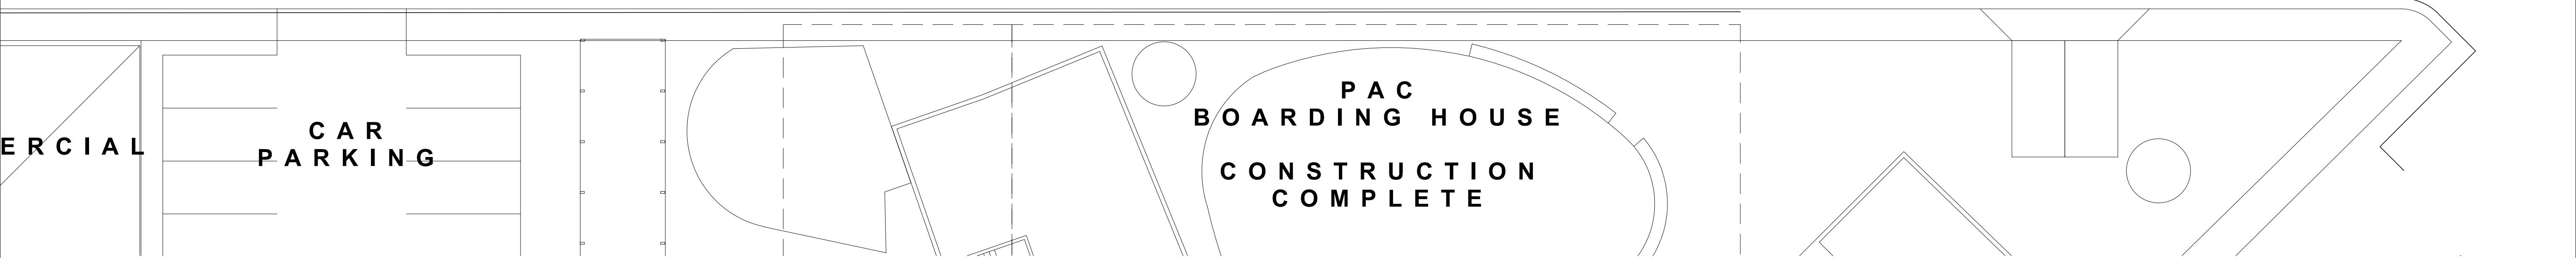 ERCIAL
CAR
PARKING
PAC
BOARDING HOUSE
CONSTRUCTION
COMPLETE